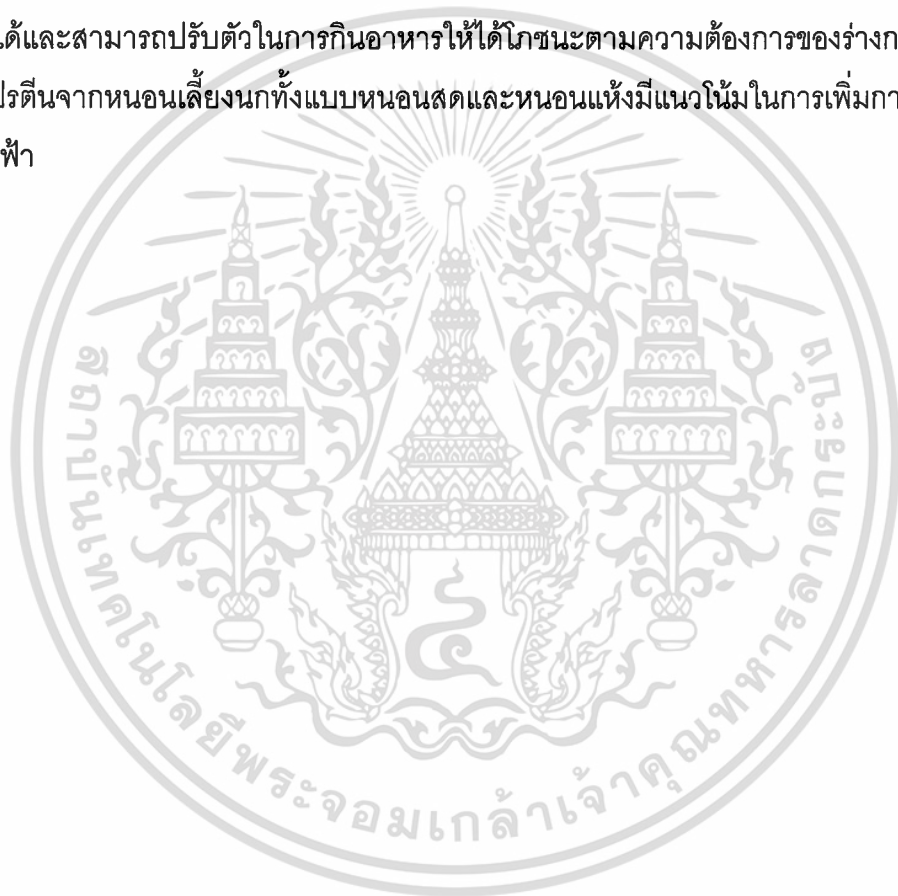 ได้และสามารถปรับตัวในการกินอาหารให้ได้โภชนะตามความต้องการของร่างก
ปรตีนจากหนอนเลี้ยงนกทั้งแบบหนอนสดและหนอนแห้งมีแนวโน้มในการเพิ่มกา
ฟ้า
๔
สถาบันเทคโนโลยีพระจอมเกล้าเจ้าคุณทหารลาดกระบัง